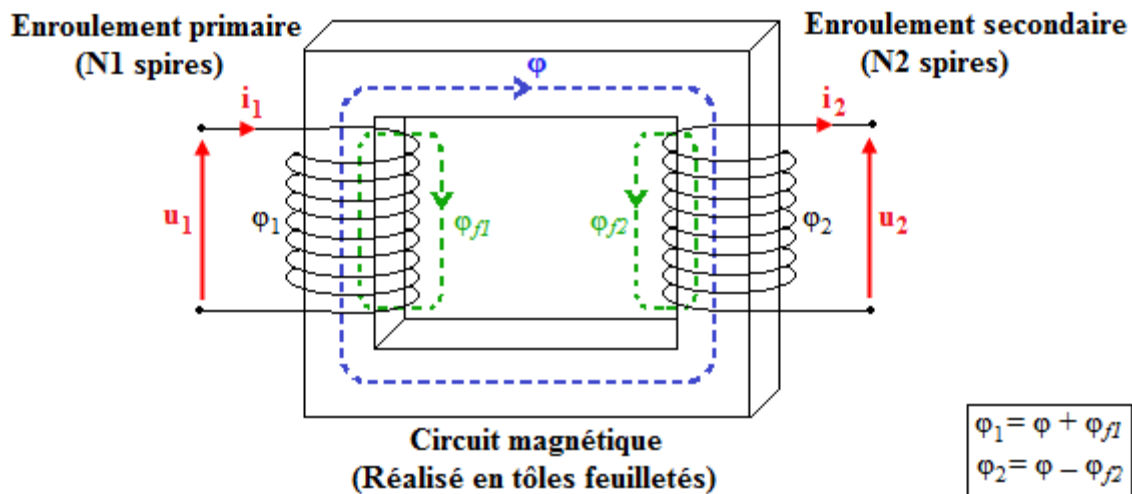 Enroulement primaire
(N1 spires)
Enroulement secondaire
(N2 spires)
φ
i₁
i₂
u₁
φ₁
φf1
φf2
φ₂
u₂
Circuit magnétique
(Réalisé en tôles feuilletés)
φ₁= φ + φf1
φ₂= φ – φf2